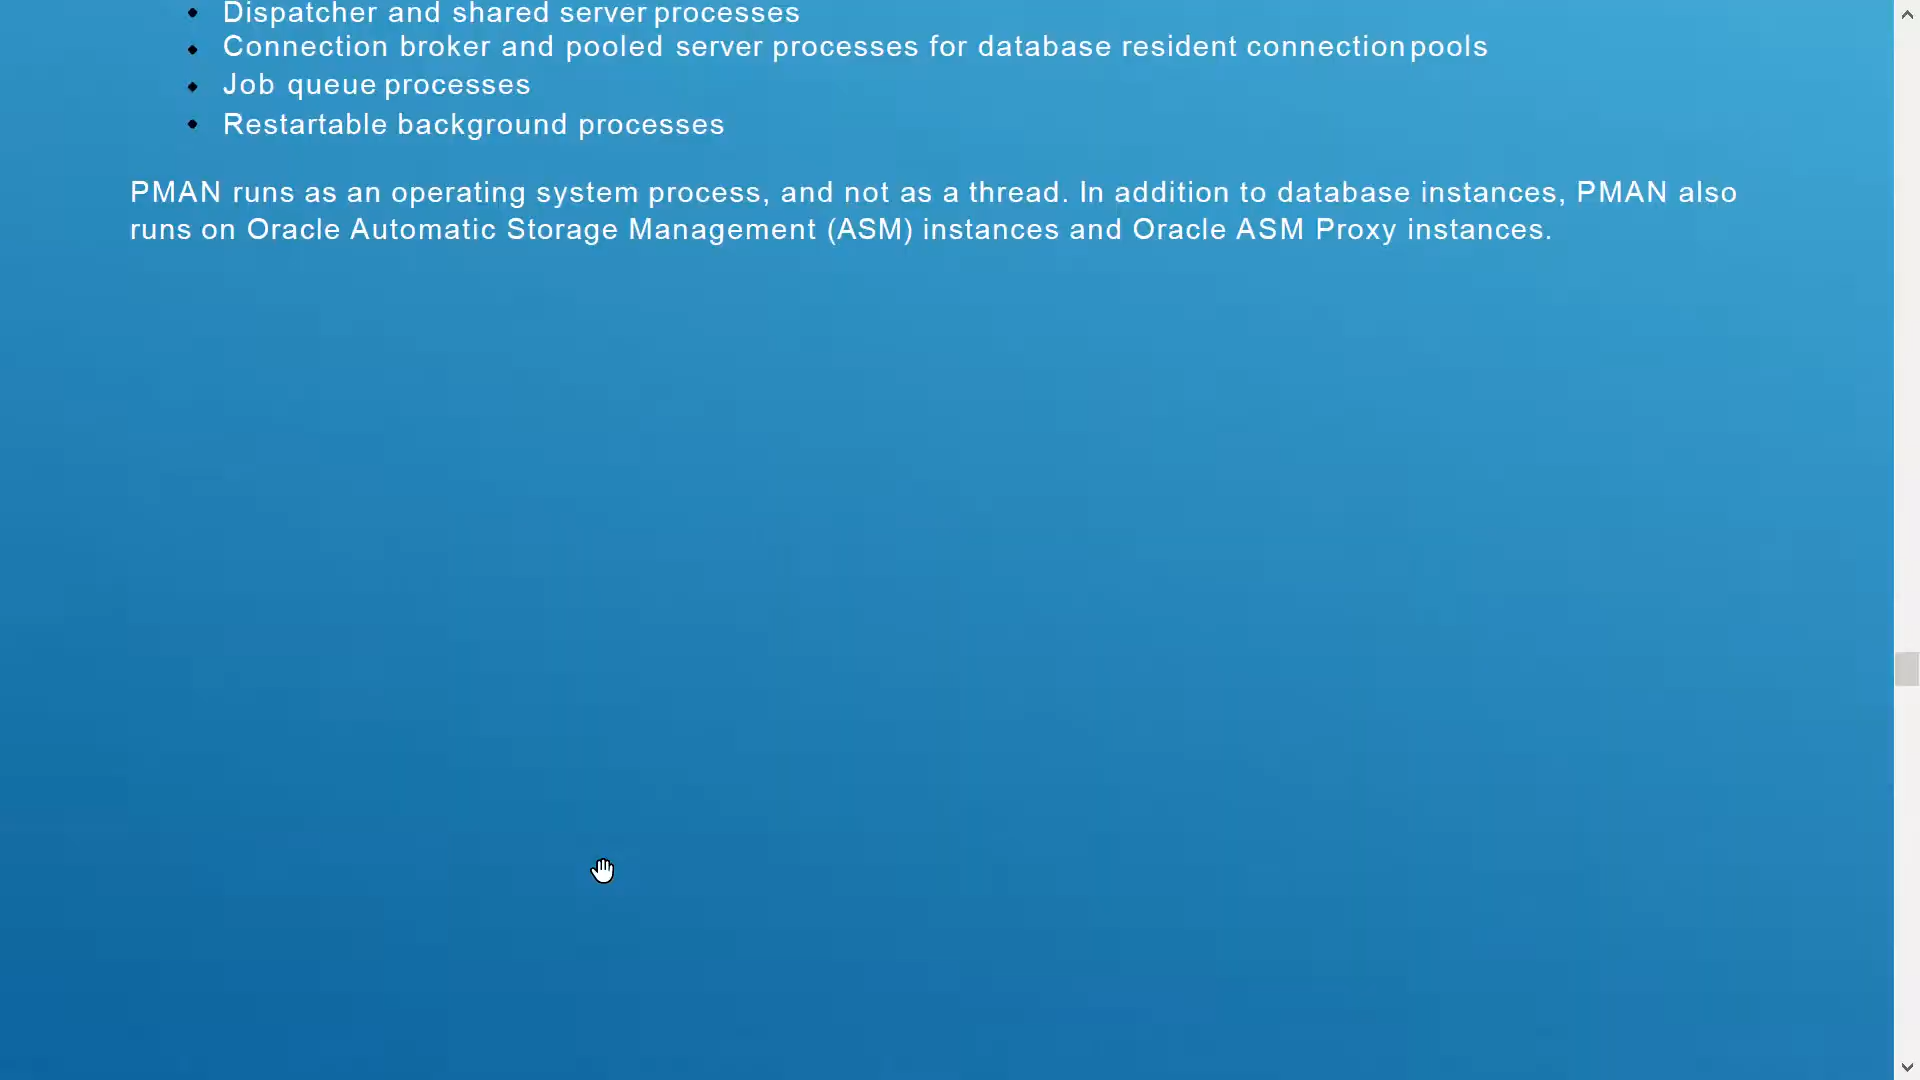 • Dispatcher and shared server processes
• Connection broker and pooled server processes for database resident connection pools
• Job queue processes
• Restartable background processes
PMAN runs as an operating system process, and not as a thread. In addition to database instances, PMAN also
runs on Oracle Automatic Storage Management (ASM) instances and Oracle ASM Proxy instances.